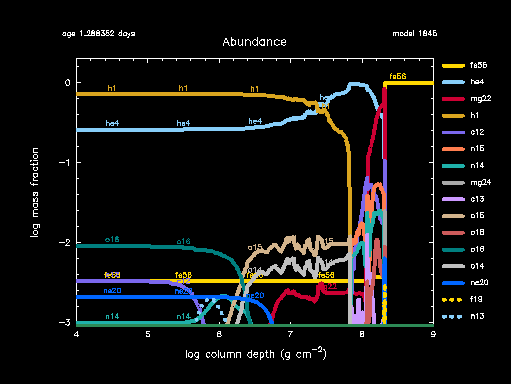 age 1.288352 days
model 1845
Abundance
fe56
h1
h1
h1
he4
he4
he4
o16
o16
o15
o15
fe56
fe56
fe56
ne20
ne20
ne20
n14
n14
0
−1
−2
−3
4
5
6
7
8
9
log mass fraction
log column depth (g cm⁻²)
fe56
he4
mg22
h1
c12
n15
n14
mg24
c13
o15
o18
o16
o14
ne20
f19
n13